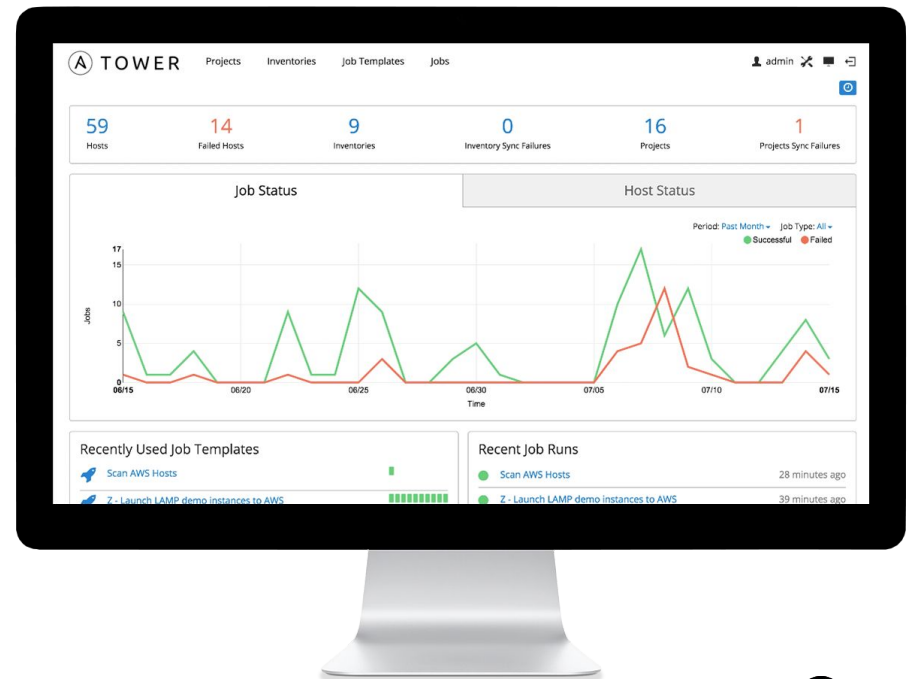 A TOWER Projects Inventories Job Templates Jobs admin
59 14 9 0 16 1
Hosts Failed Hosts Inventories Inventory Sync Failures Projects Projects Sync Failures
Job Status Host Status
Period: Past Month Job Type: All
Successful Failed
17
15
10
5
0
Jobs
06/15 06/20 06/25 06/30 07/05 07/10 07/15
Time
Recently Used Job Templates
Scan AWS Hosts
Z - Launch LAMP demo instances to AWS
Recent Job Runs
Scan AWS Hosts 28 minutes ago
Z - Launch LAMP demo instances to AWS 39 minutes ago